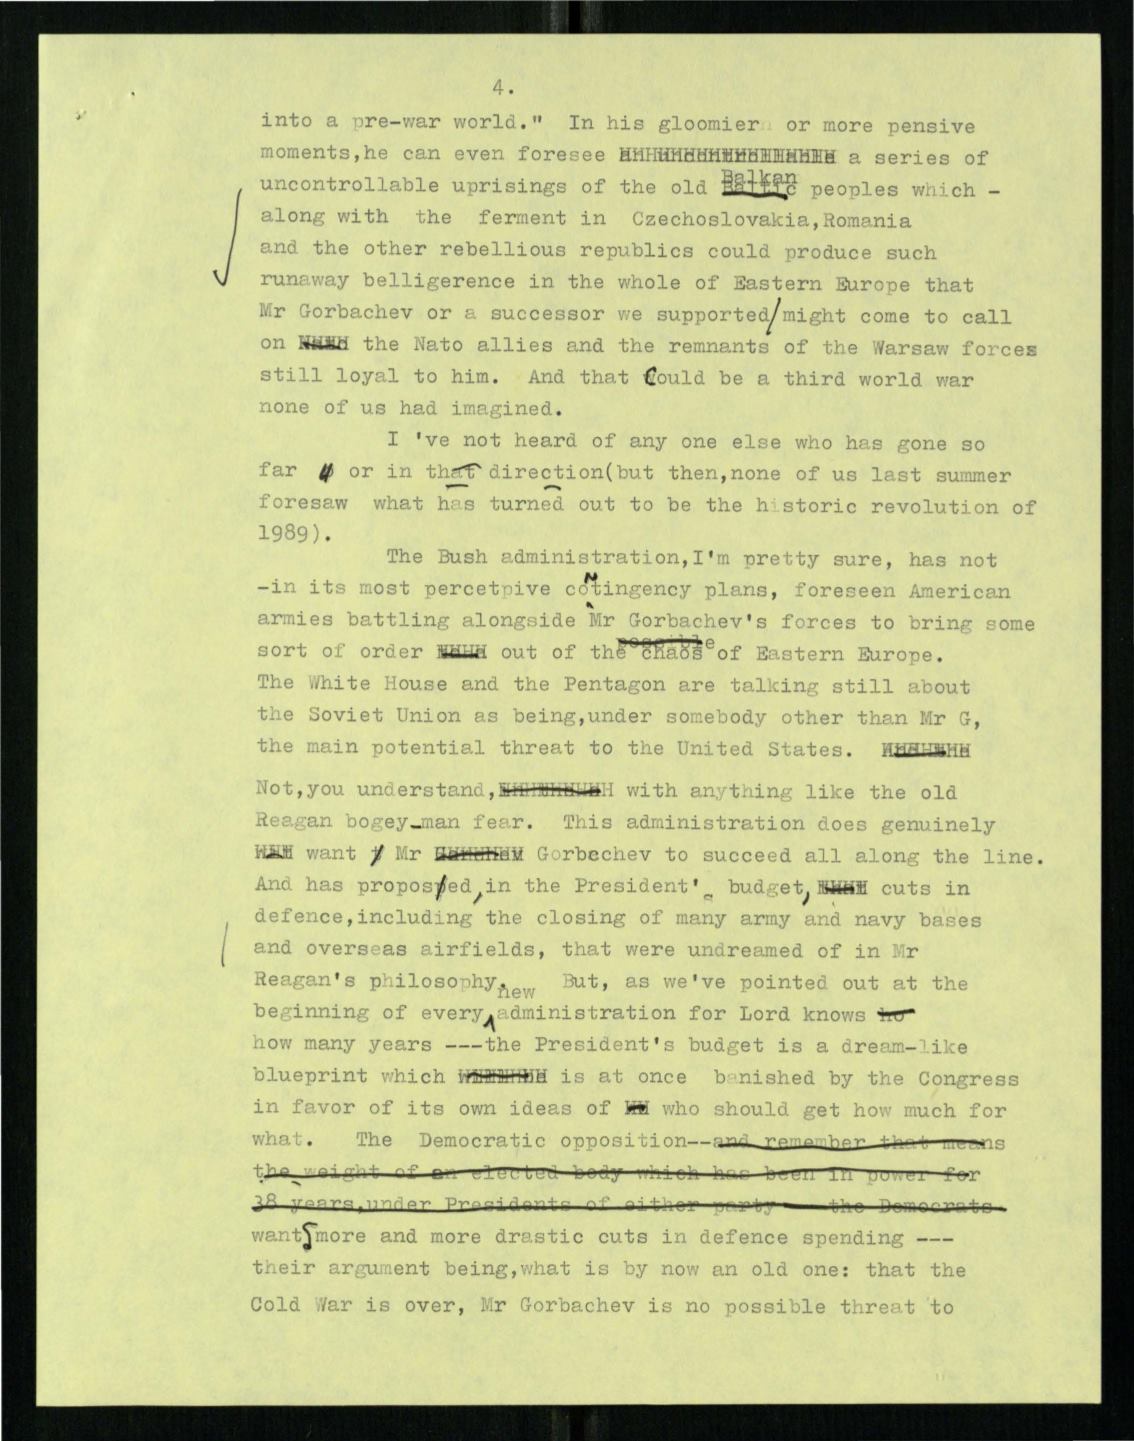 4.
into a pre-war world." In his gloomier or more pensive
moments,he can even foresee a series of
uncontrollable uprisings of the old Balkan peoples which -
along with the ferment in Czechoslovakia,Romania
and the other rebellious republics could produce such
runaway belligerence in the whole of Eastern Europe that
Mr Gorbachev or a successor we supported/might come to call
on the Nato allies and the remnants of the Warsaw forces
still loyal to him. And that Could be a third world war
none of us had imagined.
I 've not heard of any one else who has gone so
far or in that direction(but then,none of us last summer
foresaw what has turned out to be the historic revolution of
1989).
The Bush administration,I'm pretty sure, has not
-in its most percetpive contingency plans, foreseen American
armies battling alongside Mr Gorbachev's forces to bring some
sort of order out of the possible chaos of Eastern Europe.
The White House and the Pentagon are talking still about
the Soviet Union as being,under somebody other than Mr G,
the main potential threat to the United States.
Not,you understand, with anything like the old
Reagan bogey-man fear. This administration does genuinely
want Mr Gorbechev to succeed all along the line.
And has proposed,in the President' budget, cuts in
defence,including the closing of many army and navy bases
and overseas airfields, that were undreamed of in Mr
Reagan's philosophy. But, as we've pointed out at the
beginning of every new administration for Lord knows ho
how many years ---the President's budget is a dream-like
blueprint which is at once banished by the Congress
in favor of its own ideas of who should get how much for
what. The Democratic opposition--and remember that means
the weight of an elected body which has been in power for
38 years,under Presidents of either party -- the Democrats
wants more and more drastic cuts in defence spending ---
their argument being,what is by now an old one: that the
Cold War is over, Mr Gorbachev is no possible threat to